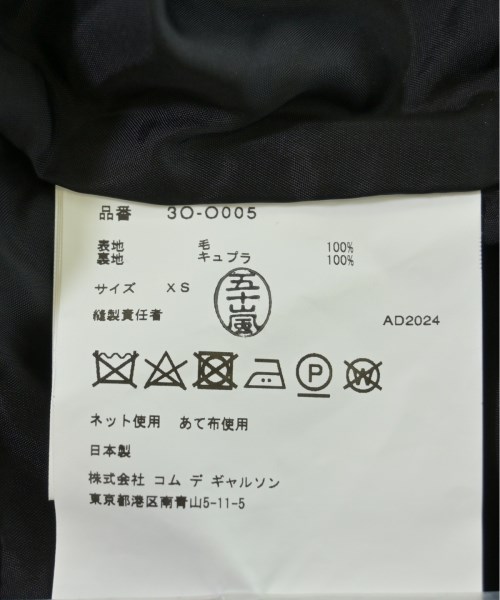 品番 3O-O005
表地 毛 100%
裏地 キュプラ 100%
サイズ XS
五十嵐
縫製責任者 AD2024
P W
ネット使用 あて布使用
日本製
株式会社 コム デ ギャルソン
東京都港区南青山5-11-5